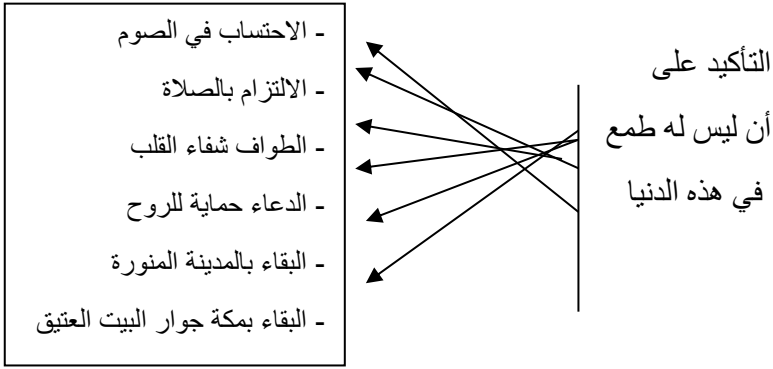 التأكيد على
أن ليس له طمع
في هذه الدنيا
- الاحتساب في الصوم
- الالتزام بالصلاة
- الطواف شفاء القلب
- الدعاء حماية للروح
- البقاء بالمدينة المنورة
- البقاء بمكة جوار البيت العتيق